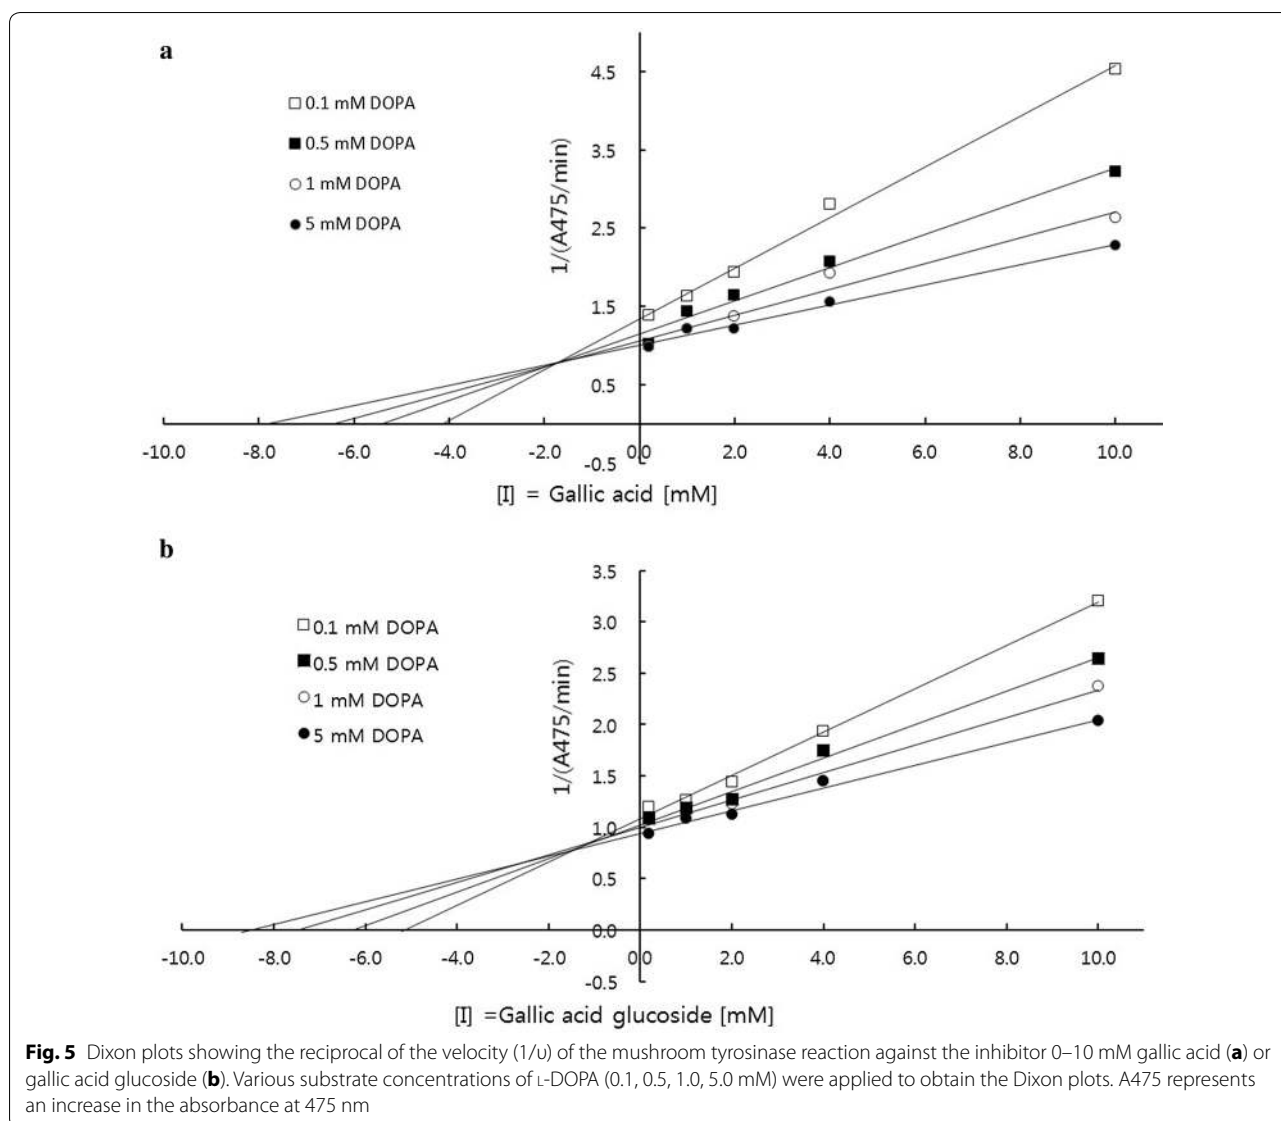 a
0.1 mM DOPA
0.5 mM DOPA
1 mM DOPA
5 mM DOPA
1/(A475/min)
4.5
3.5
2.5
1.5
0.5
-0.5
-10.0 -8.0 -6.0 -4.0 -2.0 0.0 2.0 4.0 6.0 8.0 10.0
[I] = Gallic acid [mM]
b
0.1 mM DOPA
0.5 mM DOPA
1 mM DOPA
5 mM DOPA
1/(A475/min)
3.5
3.0
2.5
2.0
1.5
1.0
0.5
0.0
-0.5
-10.0 -8.0 -6.0 -4.0 -2.0 0.0 2.0 4.0 6.0 8.0 10.0
[I] =Gallic acid glucoside [mM]
Fig. 5 Dixon plots showing the reciprocal of the velocity (1/υ) of the mushroom tyrosinase reaction against the inhibitor 0–10 mM gallic acid (a) or
gallic acid glucoside (b). Various substrate concentrations of L-DOPA (0.1, 0.5, 1.0, 5.0 mM) were applied to obtain the Dixon plots. A475 represents
an increase in the absorbance at 475 nm